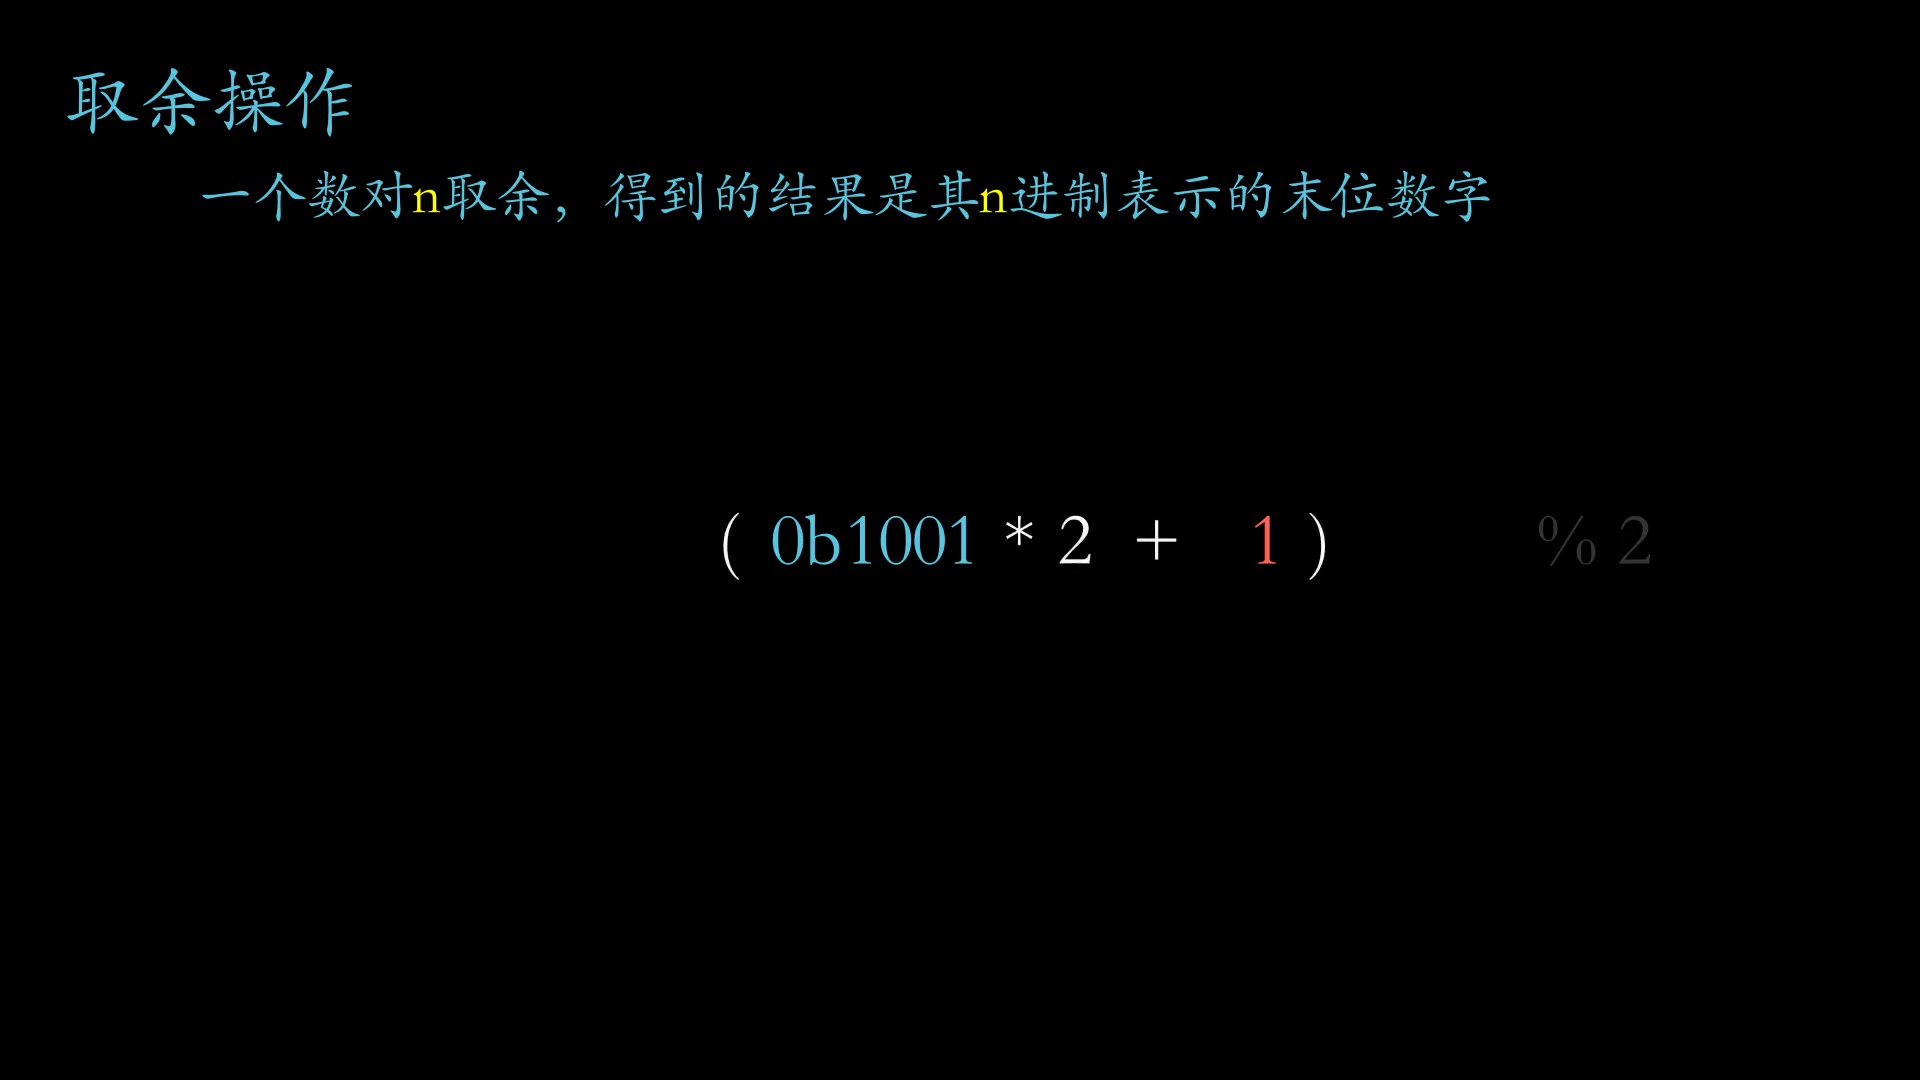 取余操作
一个数对n取余，得到的结果是其n进制表示的末位数字
( 0b1001 * 2 + 1 ) % 2